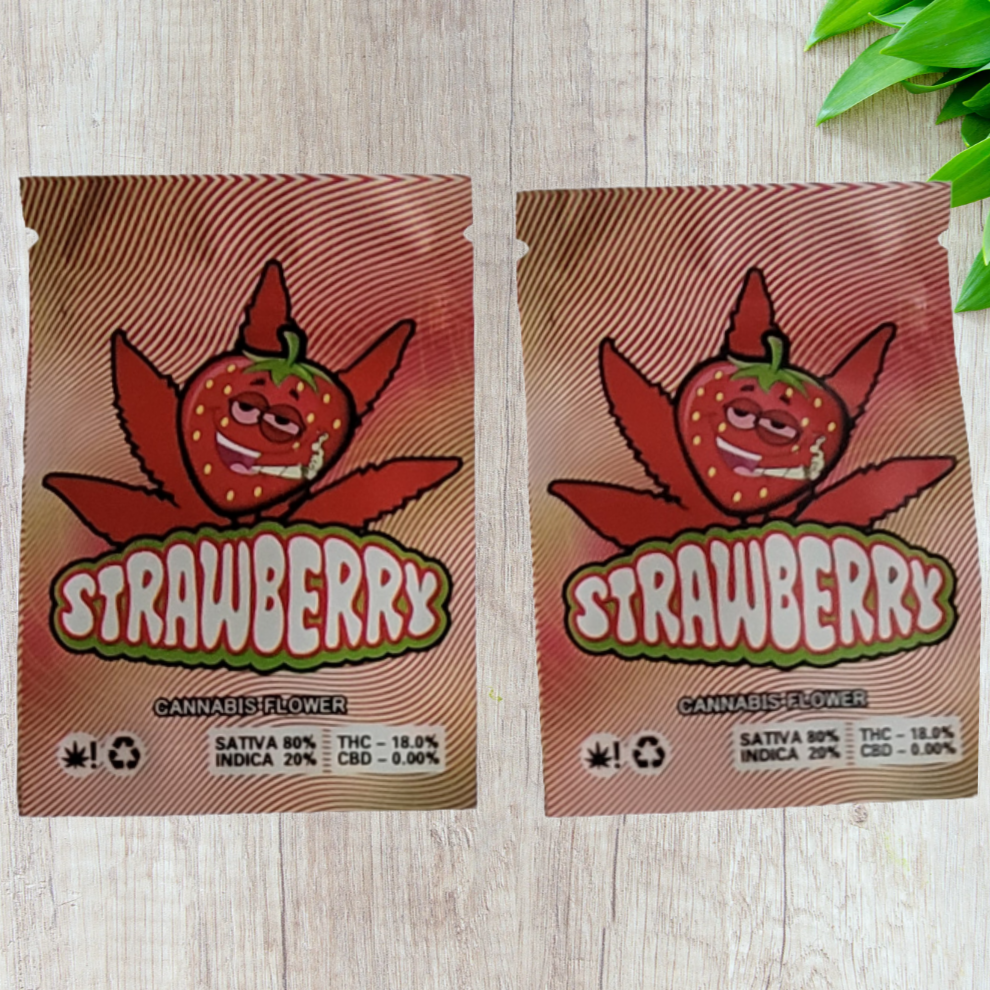 STRAWBERRY
CANNABIS FLOWER
SATIVA 80%
INDICA 20%
THC - 18.0%
CBD - 0.00%
STRAWBERRY
CANNABIS FLOWER
SATIVA 80%
INDICA 20%
THC - 18.0%
CBD - 0.00%